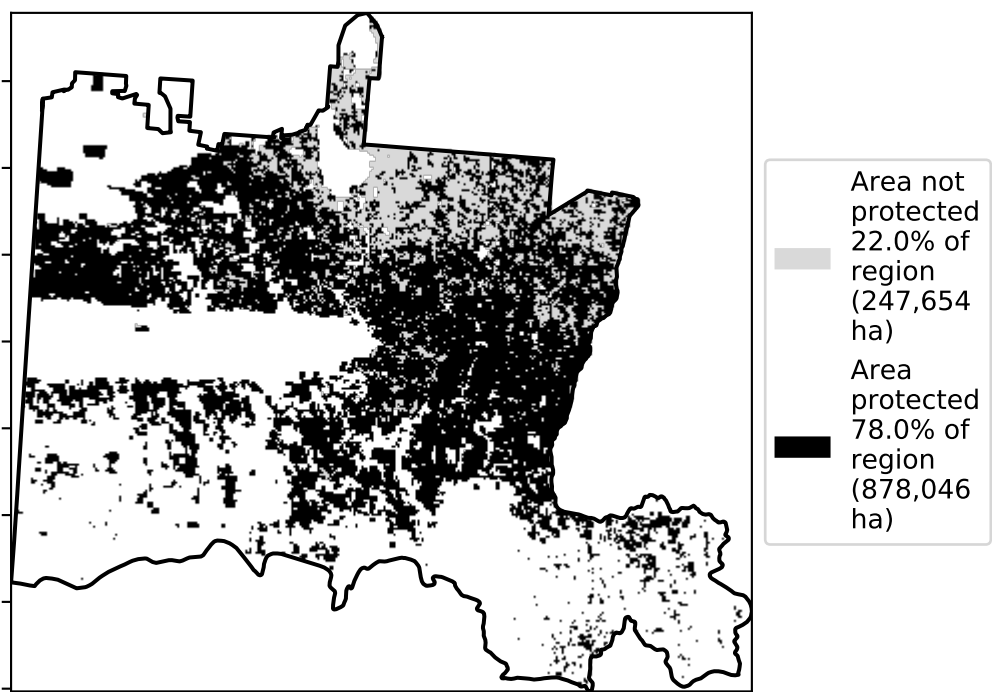 Area not
protected
22.0% of
region
(247,654
ha)
Area
protected
78.0% of
region
(878,046
ha)